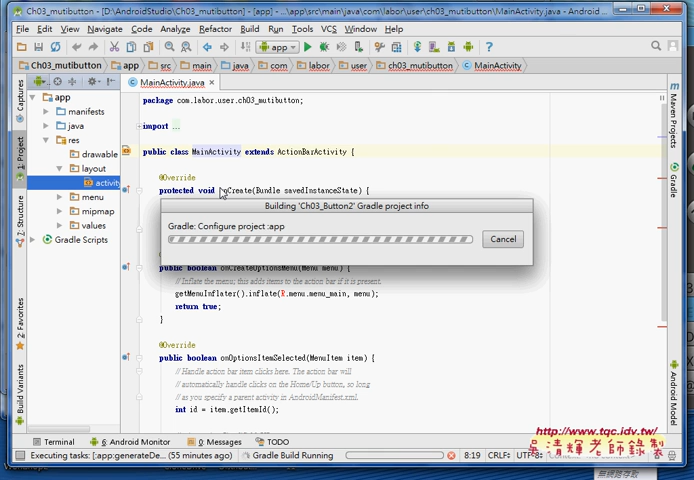 Ch03_mutibutton - [D:\AndroidStudio\Ch03_mutibutton] - [app] - ...\app\src\main\java\com\labor\user\ch03_mutibutton\MainActivity.java - Android
File Edit View Navigate Code Analyze Refactor Build Run Tools VCS Window Help
app
Ch03_mutibutton app src main java com labor user ch03_mutibutton MainActivity
MainActivity.java
Captures
1: Project
7: Structure
2: Favorites
Build Variants
app
manifests
java
res
drawable
layout
activity
menu
mipmap
values
Gradle Scripts
package com.labor.user.ch03_mutibutton;
import ...
public class MainActivity extends ActionBarActivity {
@Override
protected void onCreate(Bundle savedInstanceState) {
Building 'Ch03_Button2' Gradle project info
Gradle: Configure project :app
Cancel
public boolean onCreateOptionsMenu(Menu menu) {
// Inflate the menu; this adds items to the action bar if it is present.
getMenuInflater().inflate(R.menu.menu_main, menu);
return true;
}
@Override
public boolean onOptionsItemSelected(MenuItem item) {
// Handle action bar item clicks here. The action bar will
// automatically handle clicks on the Home/Up button, so long
// as you specify a parent activity in AndroidManifest.xml.
int id = item.getItemId();
Maven Projects
Gradle
Android Model
http://www.tqc.idv.tw/
吳清輝老師錄製
Terminal 6: Android Monitor 0: Messages TODO
Executing tasks: [:app:generateDe... (55 minutes ago) Gradle Build Running 8:19 CRLF÷ UTF-8÷